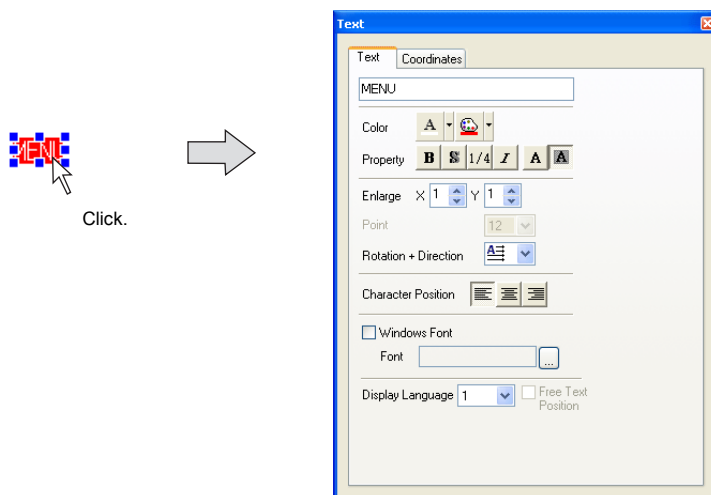 MENU
Click.
Text
Text Coordinates
MENU
Color A
Property B S 1/4 I A A
Enlarge X 1 Y 1
Point 12
Rotation + Direction A
Character Position
Windows Font
Font ...
Display Language 1 Free Text
Position